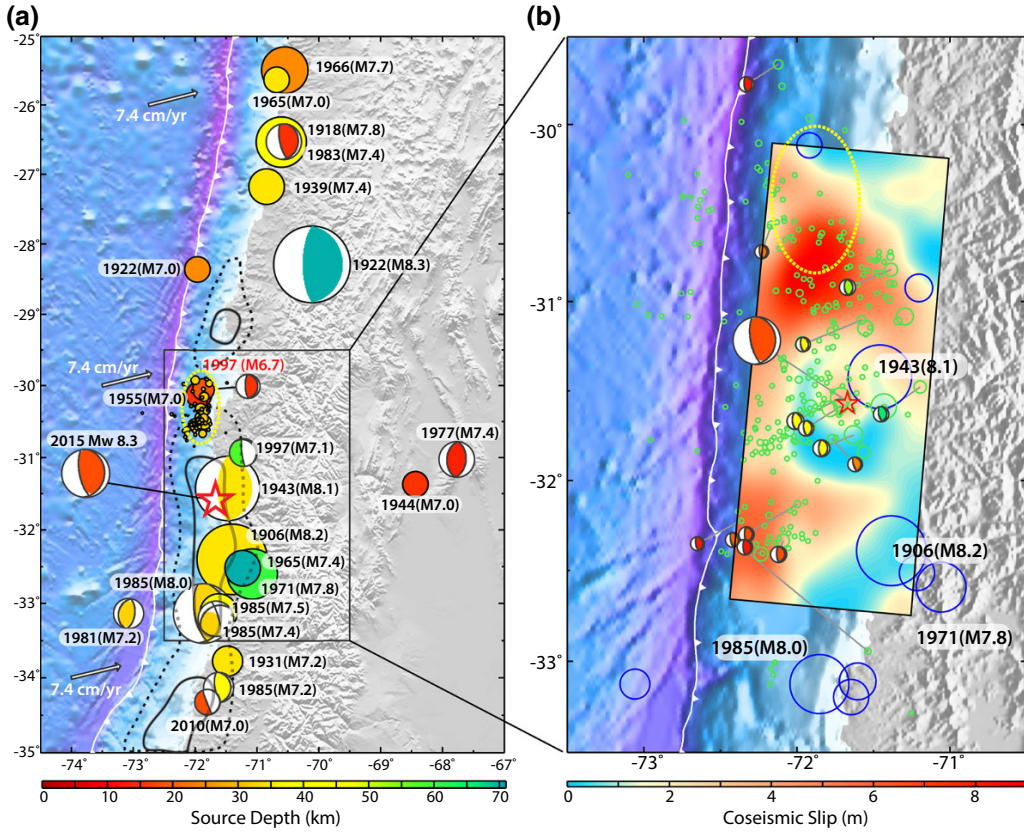 (a)
(b)
-25°
-26°
-27°
-28°
-29°
-30°
-31°
-32°
-33°
-34°
-35°
1966(M7.7)
1965(M7.0)
7.4 cm/yr
1918(M7.8)
1983(M7.4)
1939(M7.4)
1922(M7.0)
1922(M8.3)
7.4 cm/yr
1997 (M6.7)
1955(M7.0)
2015 Mw 8.3
1997(M7.1)
1977(M7.4)
1943(M8.1)
1944(M7.0)
1906(M8.2)
1965(M7.4)
1985(M8.0)
1971(M7.8)
1985(M7.5)
1981(M7.2)
1985(M7.4)
1931(M7.2)
7.4 cm/yr
1985(M7.2)
2010(M7.0)
-74° -73° -72° -71° -70° -69° -68° -67°
0 10 20 30 40 50 60 70
Source Depth (km)
-30°
-31°
-32°
-33°
1943(8.1)
1906(M8.2)
1971(M7.8)
1985(M8.0)
-73° -72° -71°
0 2 4 6 8
Coseismic Slip (m)